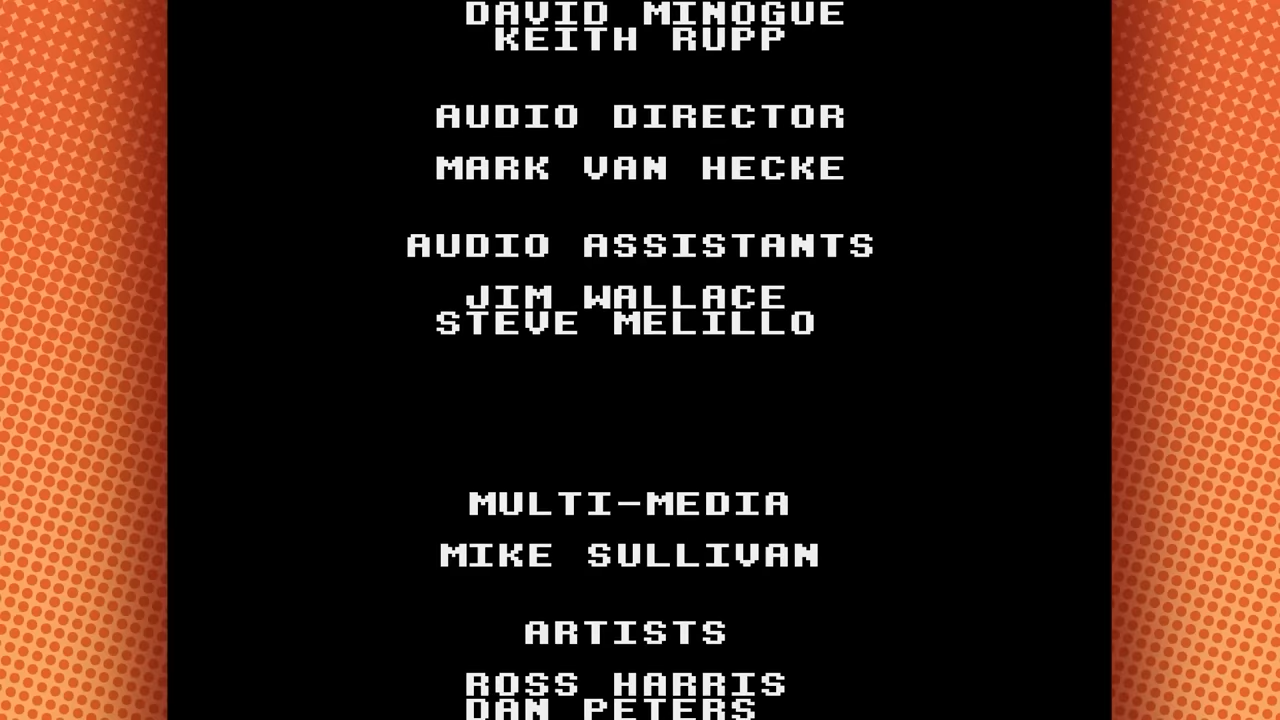 DAVID MINOGUE
KEITH RUPP
AUDIO DIRECTOR
MARK VAN HECKE
AUDIO ASSISTANTS
JIM WALLACE
STEVE MELILLO
MULTI-MEDIA
MIKE SULLIVAN
ARTISTS
ROSS HARRIS
DAN PETERS